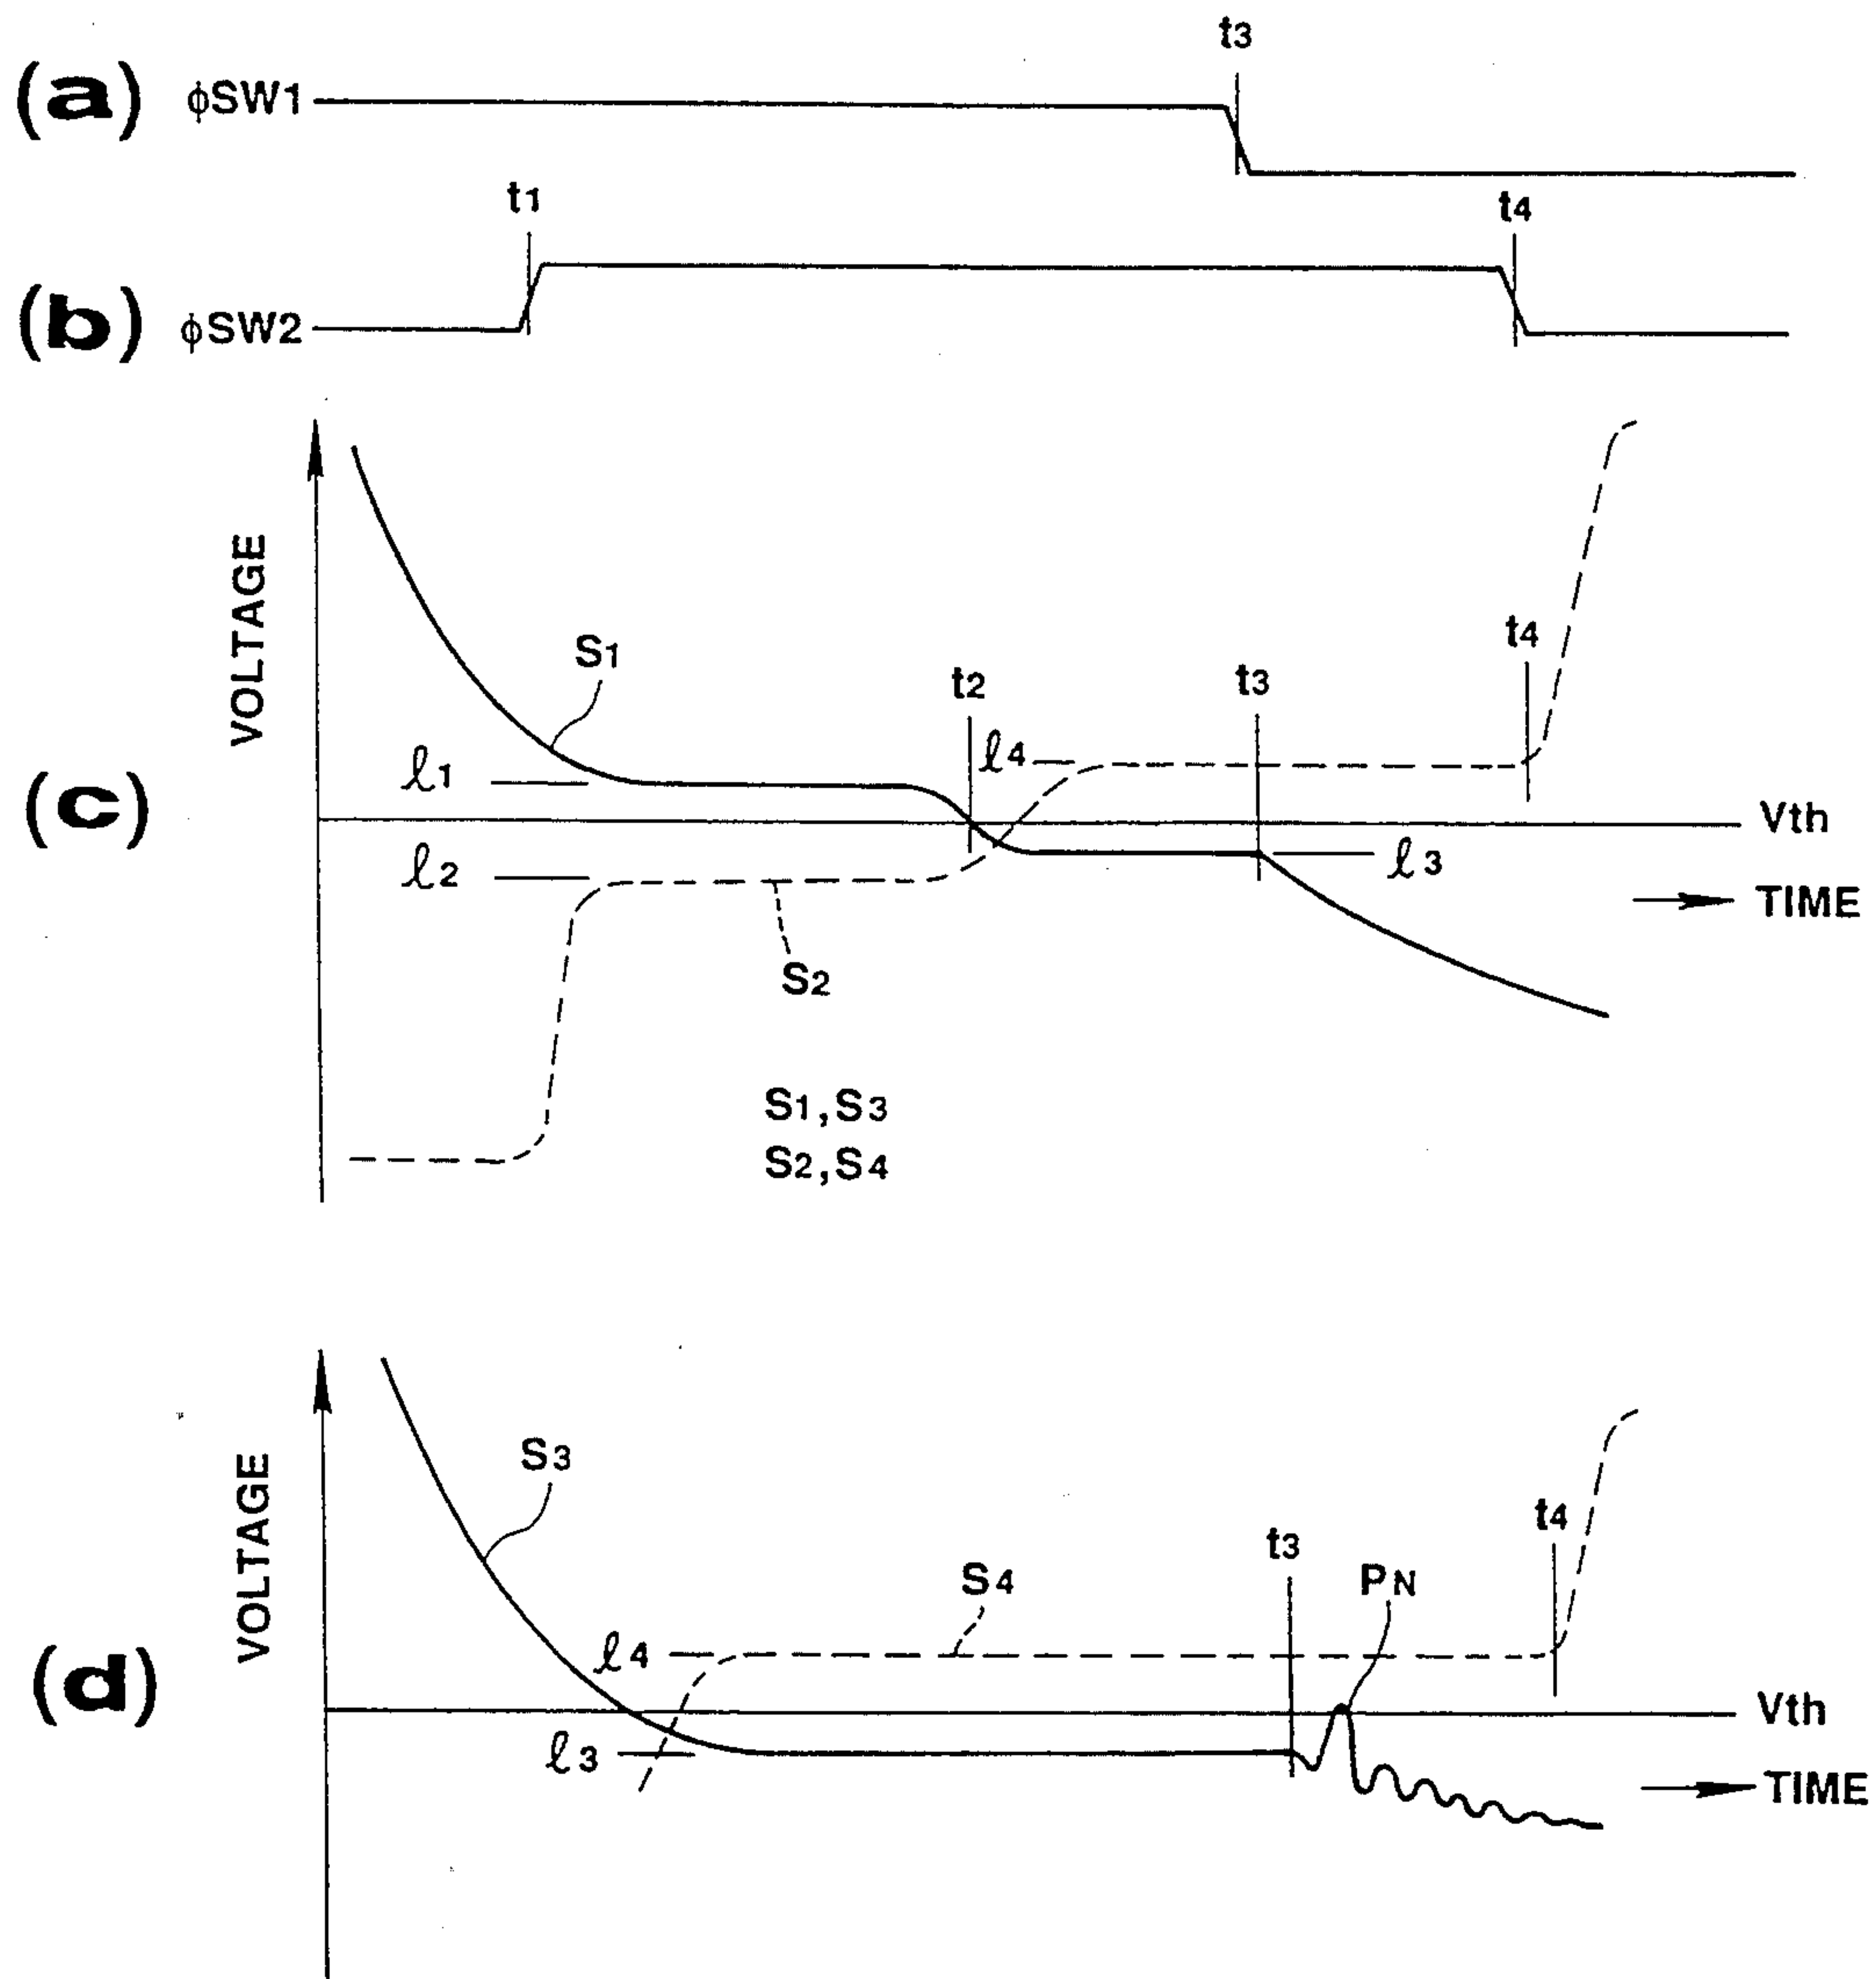 t3
(a) ϕSW1
t1
t4
(b) ϕSW2
VOLTAGE
S1
t4
t2
t3
ℓ1
ℓ4
(c)
Vth
ℓ2
ℓ3
TIME
S2
S1,S3
S2,S4
VOLTAGE
S3
t4
t3
S4
PN
ℓ4
(d)
Vth
ℓ3
TIME